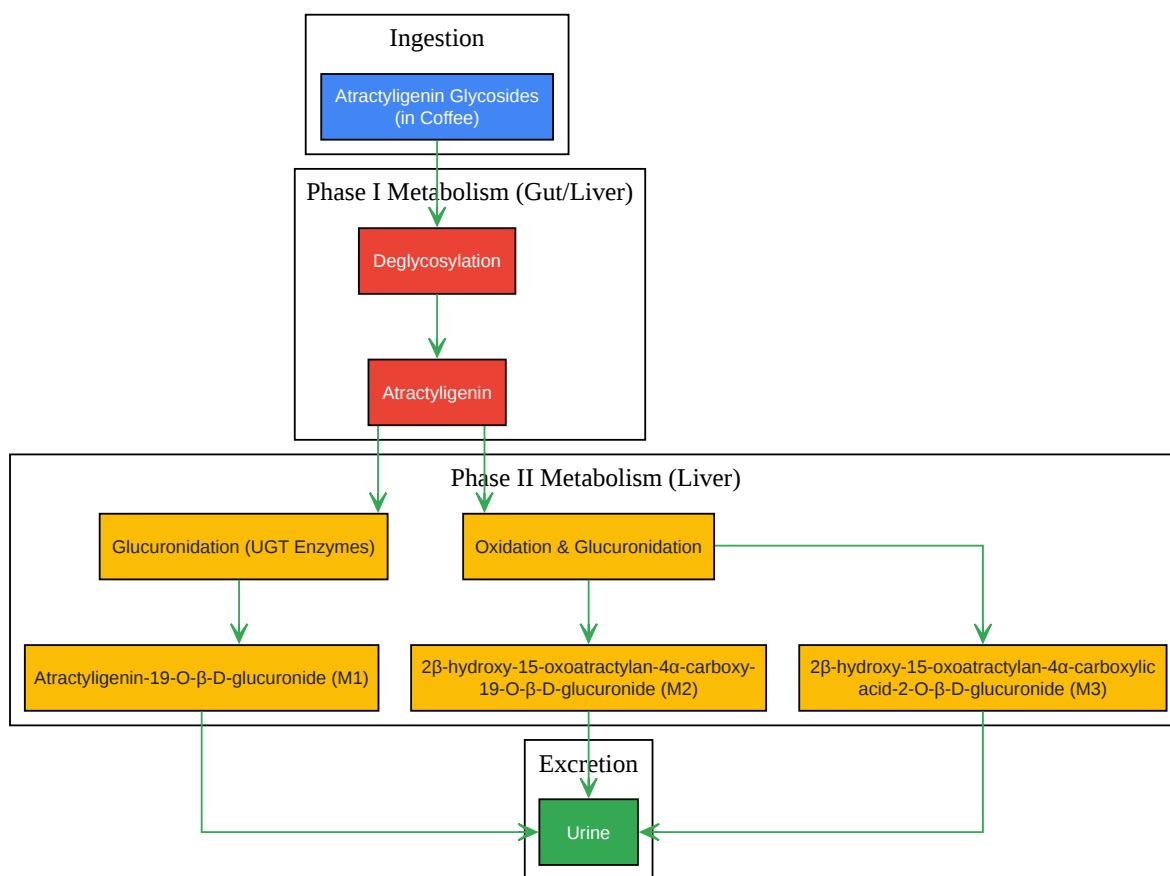 Ingestion
Atractyligenin Glycosides
(in Coffee)
Phase I Metabolism (Gut/Liver)
Deglycosylation
Atractyligenin
Phase II Metabolism (Liver)
Glucuronidation (UGT Enzymes)
Oxidation & Glucuronidation
Atractyligenin-19-O-β-D-glucuronide (M1)
2β-hydroxy-15-oxoatractylan-4α-carboxy-
19-O-β-D-glucuronide (M2)
2β-hydroxy-15-oxoatractylan-4α-carboxylic
acid-2-O-β-D-glucuronide (M3)
Excretion
Urine